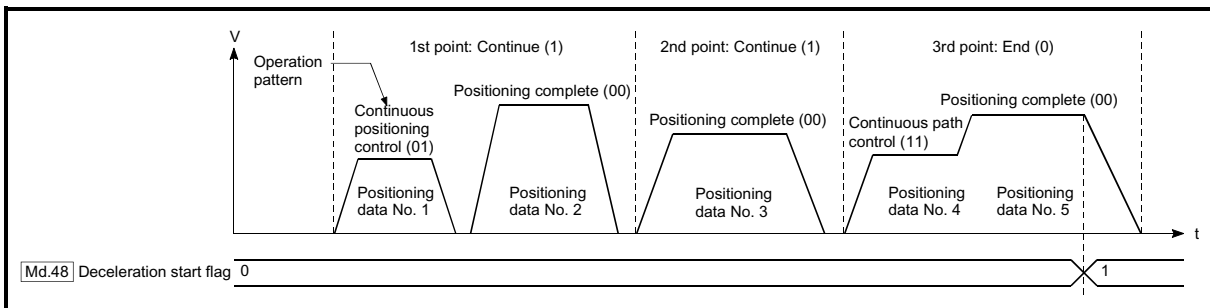 V
1st point: Continue (1)
2nd point: Continue (1)
3rd point: End (0)
Operation
pattern
Positioning complete (00)
Continuous
positioning
control (01)
Positioning complete (00)
Positioning complete (00)
Continuous path
control (11)
Positioning
data No. 1
Positioning
data No. 2
Positioning
data No. 3
Positioning
data No. 4
Positioning
data No. 5
t
Md.48 Deceleration start flag 0
1